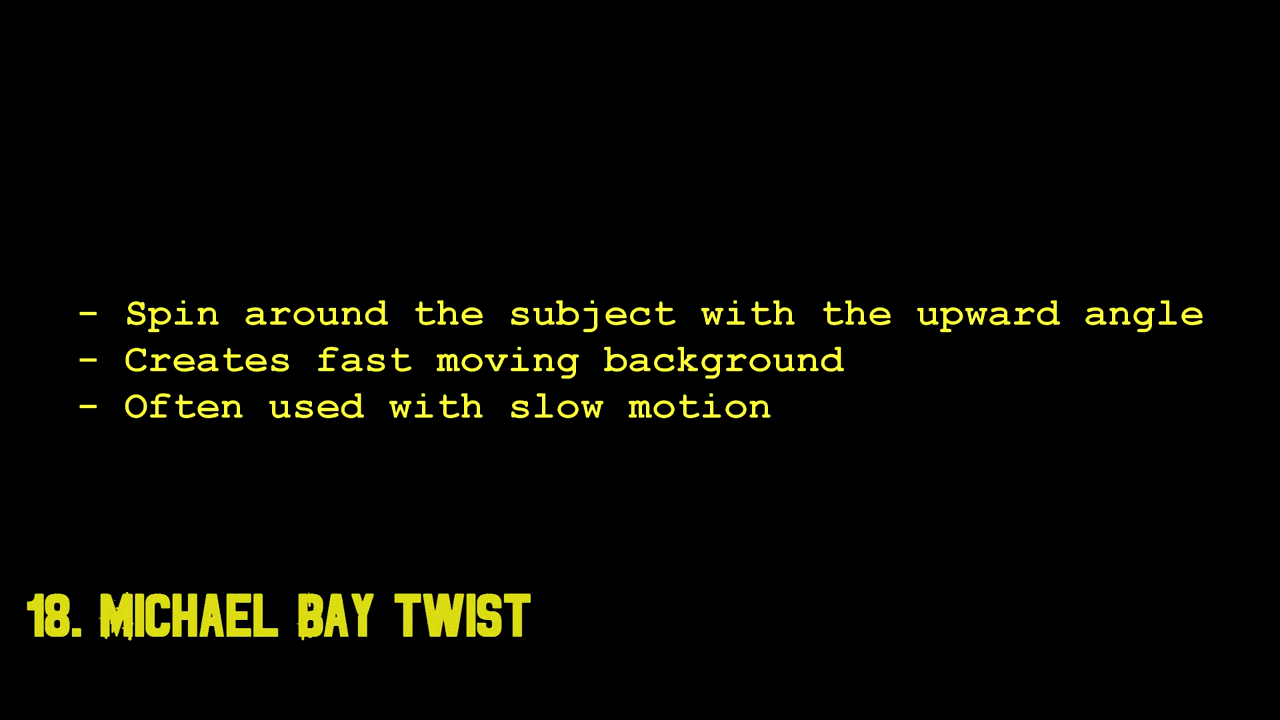 - Spin around the subject with the upward angle
- Creates fast moving background
- Often used with slow motion
18. MICHAEL BAY TWIST